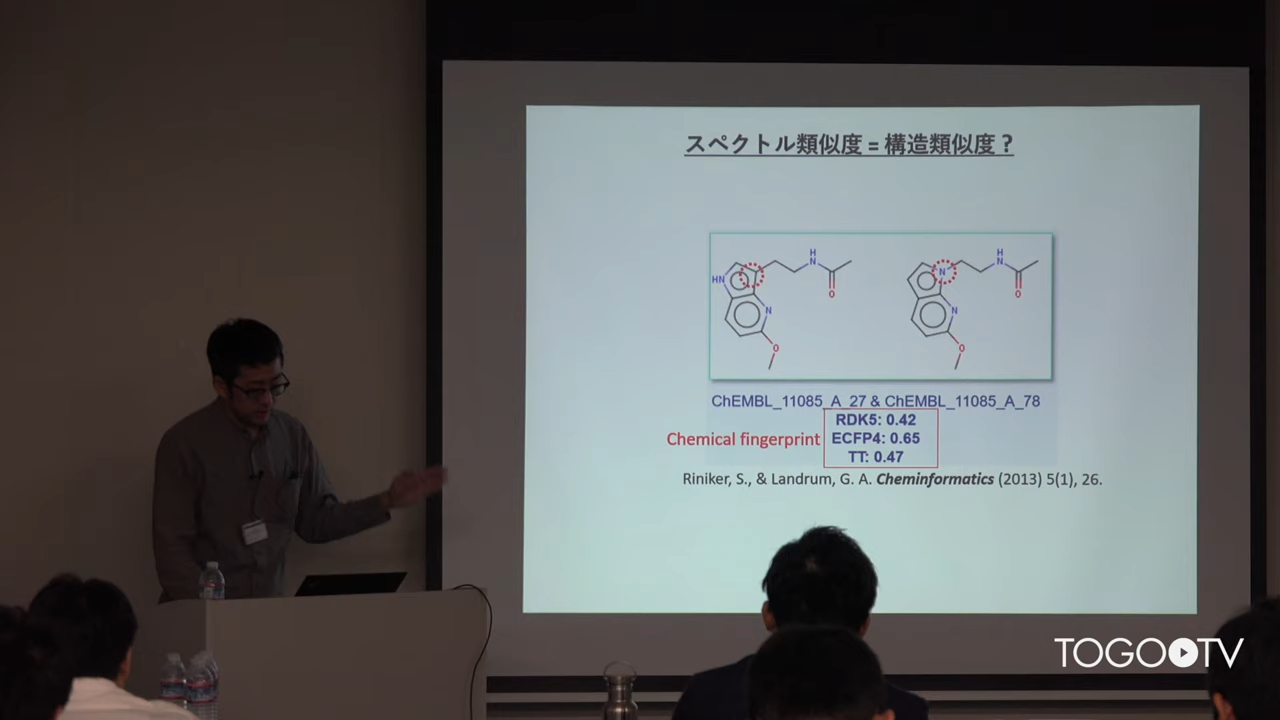 スペクトル類似度 = 構造類似度？
HN
N
O
H
N
O
N
N
O
H
N
O
ChEMBL_11085_A_27 & ChEMBL_11085_A_78
Chemical fingerprint
RDK5: 0.42
ECFP4: 0.65
TT: 0.47
Riniker, S., & Landrum, G. A. Cheminformatics (2013) 5(1), 26.
TOGOTV